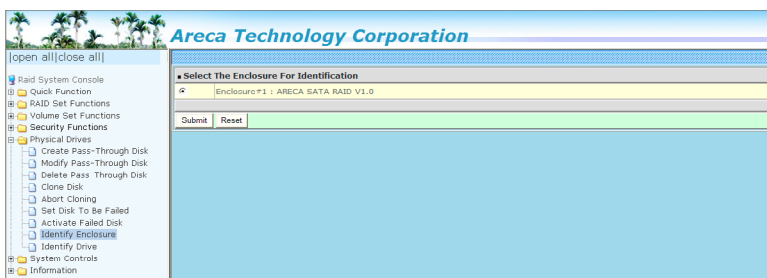 Areca Technology Corporation
|open all|close all|
Raid System Console
Quick Function
RAID Set Functions
Volume Set Functions
Security Functions
Physical Drives
Create Pass-Through Disk
Modify Pass-Through Disk
Delete Pass Through Disk
Clone Disk
Abort Cloning
Set Disk To Be Failed
Activate Failed Disk
Identify Enclosure
Identify Drive
System Controls
Information
Select The Enclosure For Identification
Enclosure#1 : ARECA SATA RAID V1.0
Submit Reset